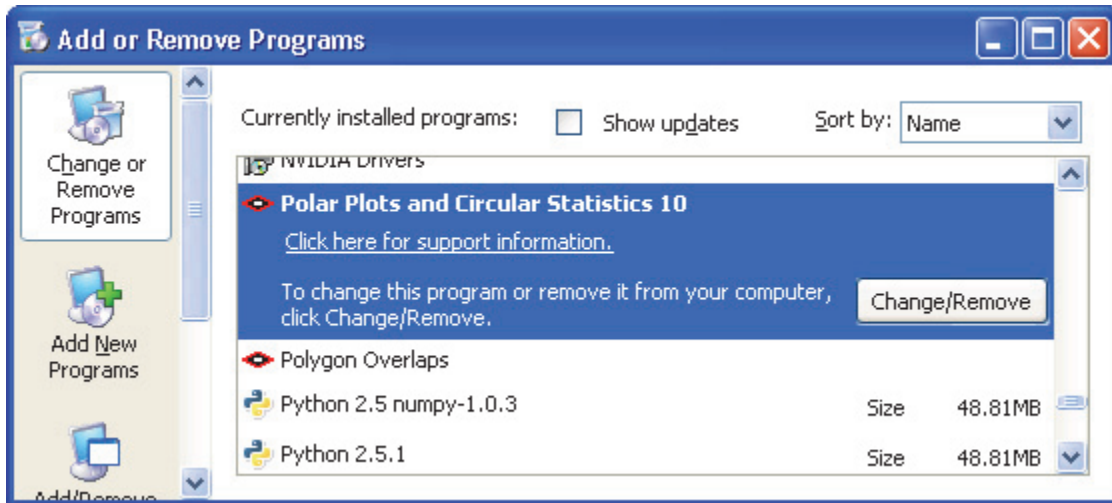 Add or Remove Programs
Change or
Remove
Programs
Add New
Programs
Add/Remove
Currently installed programs:
Show updates
Sort by:
Name
NVIDIA Drivers
Polar Plots and Circular Statistics 10
Click here for support information.
To change this program or remove it from your computer,
click Change/Remove.
Change/Remove
Polygon Overlaps
Python 2.5 numpy-1.0.3 Size 48.81MB
Python 2.5.1 Size 48.81MB